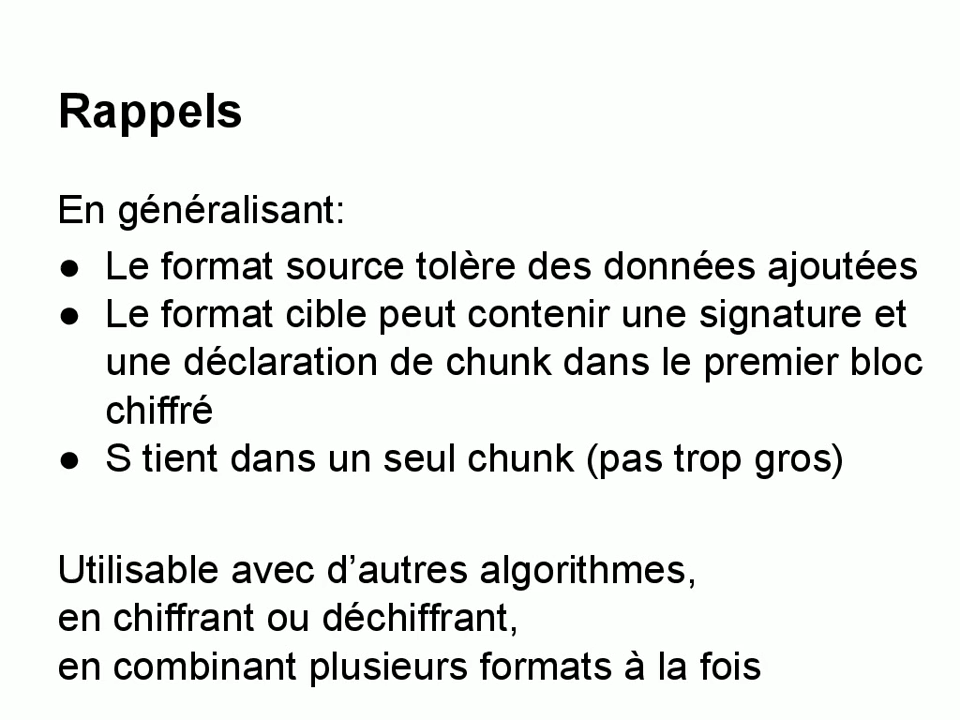 Rappels
En généralisant:
● Le format source tolère des données ajoutées
● Le format cible peut contenir une signature et
une déclaration de chunk dans le premier bloc
chiffré
● S tient dans un seul chunk (pas trop gros)
Utilisable avec d’autres algorithmes,
en chiffrant ou déchiffrant,
en combinant plusieurs formats à la fois